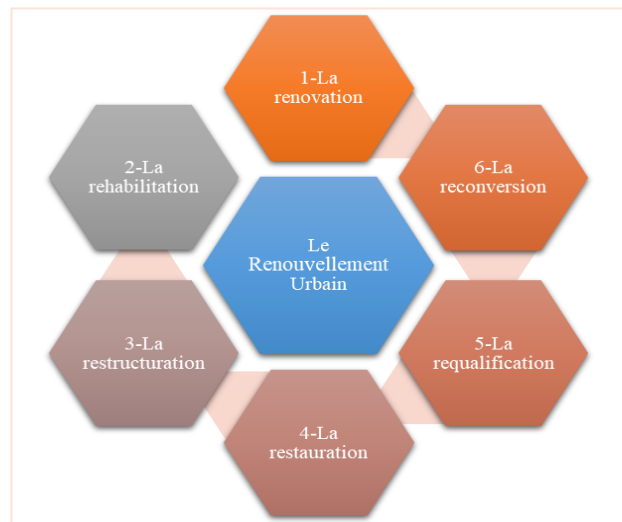 1-La
renovation
2-La
rehabilitation
6-La
reconversion
Le
Renouvellement
Urbain
3-La
restructuration
5-La
requalification
4-La
restauration